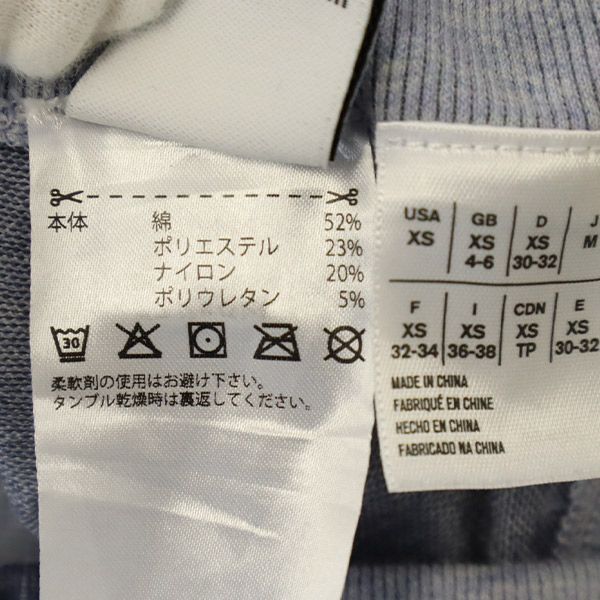 本体 綿 52%
ポリエステル 23%
ナイロン 20%
ポリウレタン 5%
30
柔軟剤の使用はお避け下さい。
タンブル乾燥時は裏返してください。
USA GB D J
XS XS XS M
4-6 30-32
F I CDN E
XS XS XS XS
32-34 36-38 TP 30-32
MADE IN CHINA
FABRIQUÉ EN CHINE
HECHO EN CHINA
FABRICADO NA CHINA